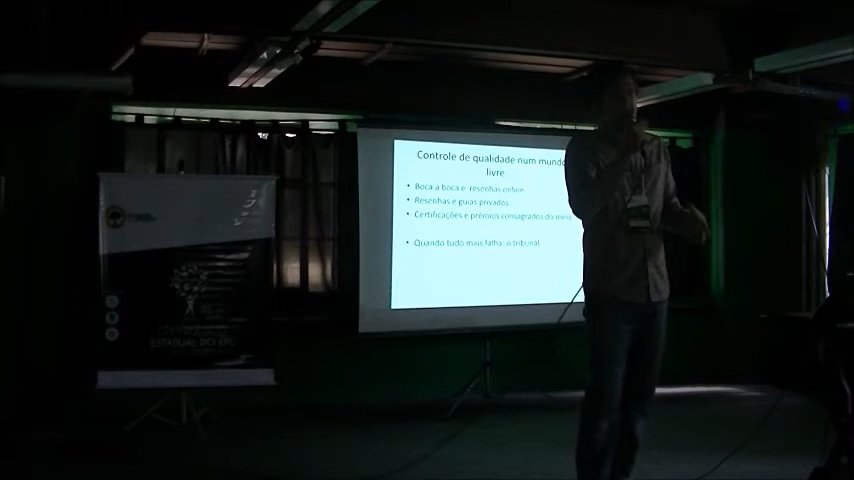 Controle de qualidade num mundo
livre
• Boca a boca e resenhas online
• Resenhas e guias privados
• Certificações e prêmios consagrados do meio
• Quando tudo mais falha: o tribunal
ESTADUAL DO EPL